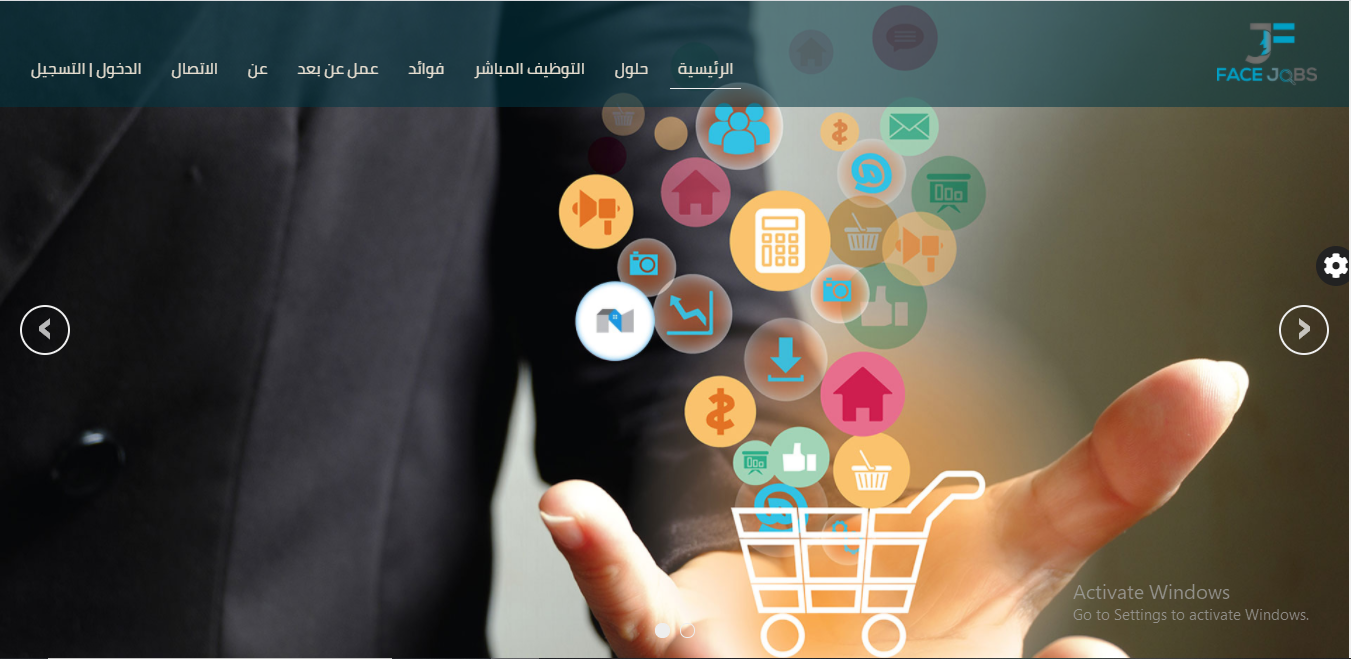 FACE JOBS
الرئيسية
حلول
التوظيف المباشر
فوائد
عمل عن بعد
عن
الاتصال
الدخول | التسجيل
Activate Windows
Go to Settings to activate Windows.